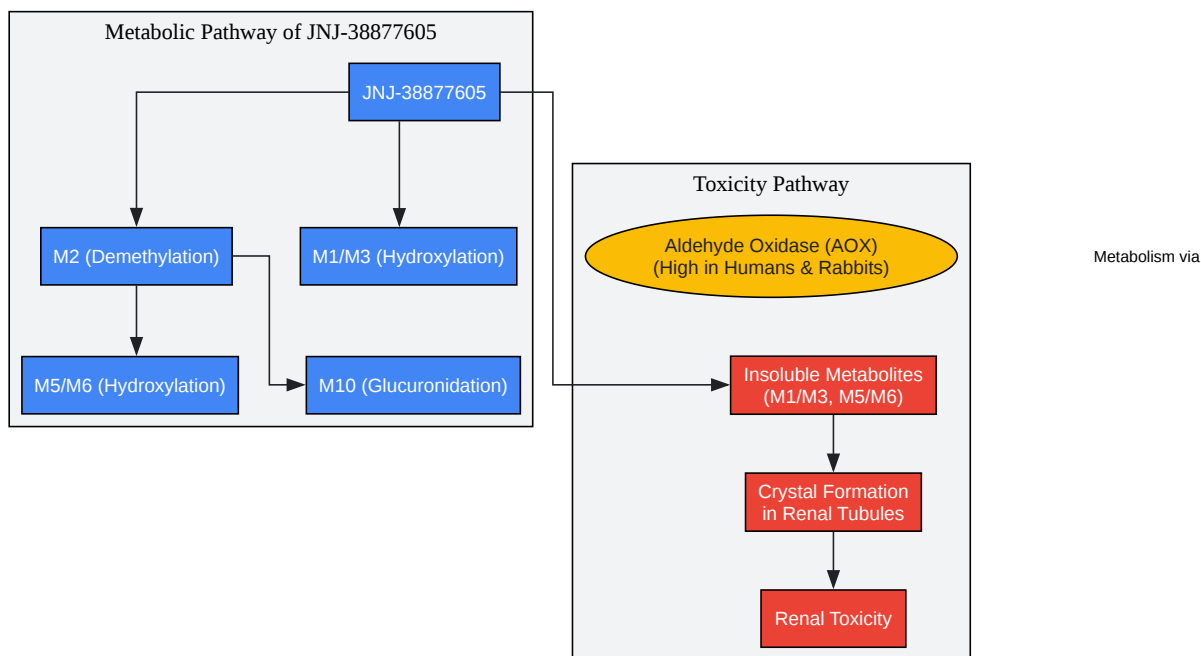 Metabolic Pathway of JNJ-38877605
JNJ-38877605
M2 (Demethylation)
M1/M3 (Hydroxylation)
M5/M6 (Hydroxylation)
M10 (Glucuronidation)
Toxicity Pathway
Aldehyde Oxidase (AOX)
(High in Humans & Rabbits)
Insoluble Metabolites
(M1/M3, M5/M6)
Crystal Formation
in Renal Tubules
Renal Toxicity
Metabolism via